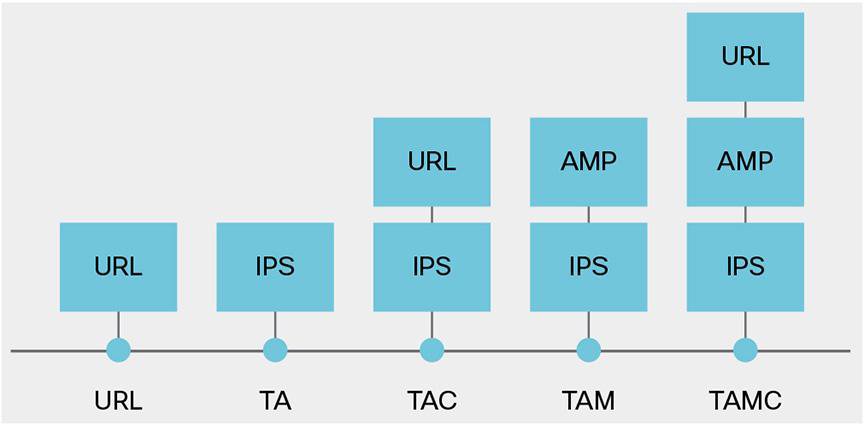 URL
URL AMP AMP
URL IPS IPS IPS IPS
URL TA TAC TAM TAMC